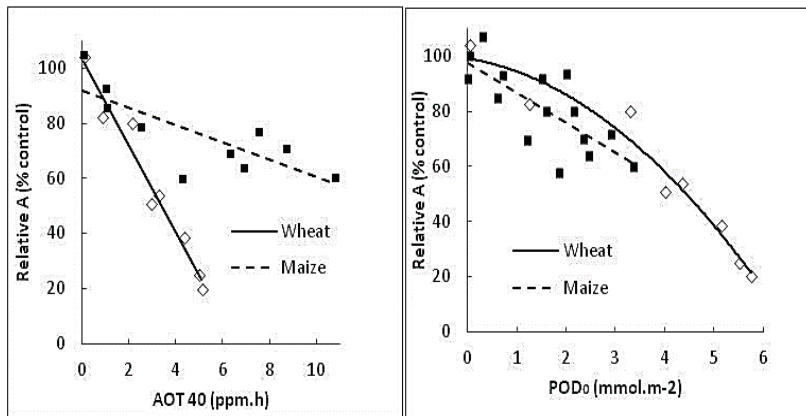 Relative A (% control)
100
80
60
40
20
0
Wheat
Maize
0 2 4 6 8 10
AOT 40 (ppm.h)
Relative A (% control)
100
80
60
40
20
0
Wheat
Maize
0 1 2 3 4 5 6
POD₀ (mmol.m-2)